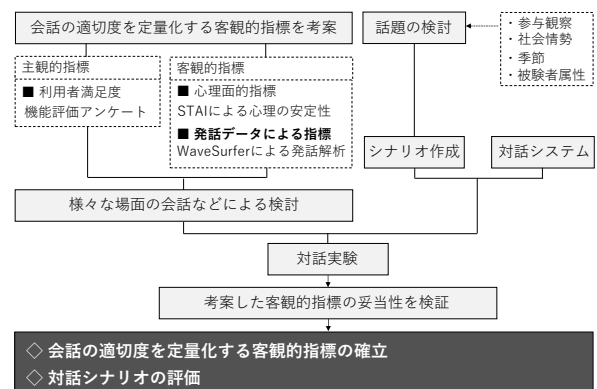 会話の適切度を定量化する客観的指標を考案
話題の検討
・参与観察
・社会情勢
・季節
・被験者属性
主観的指標
■ 利用者満足度
機能評価アンケート
客観的指標
■ 心理面的指標
STAIによる心理の安定性
■ 発話データによる指標
WaveSurferによる発話解析
シナリオ作成
対話システム
様々な場面の会話などによる検討
対話実験
考案した客観的指標の妥当性を検証
◇ 会話の適切度を定量化する客観的指標の確立
◇ 対話シナリオの評価